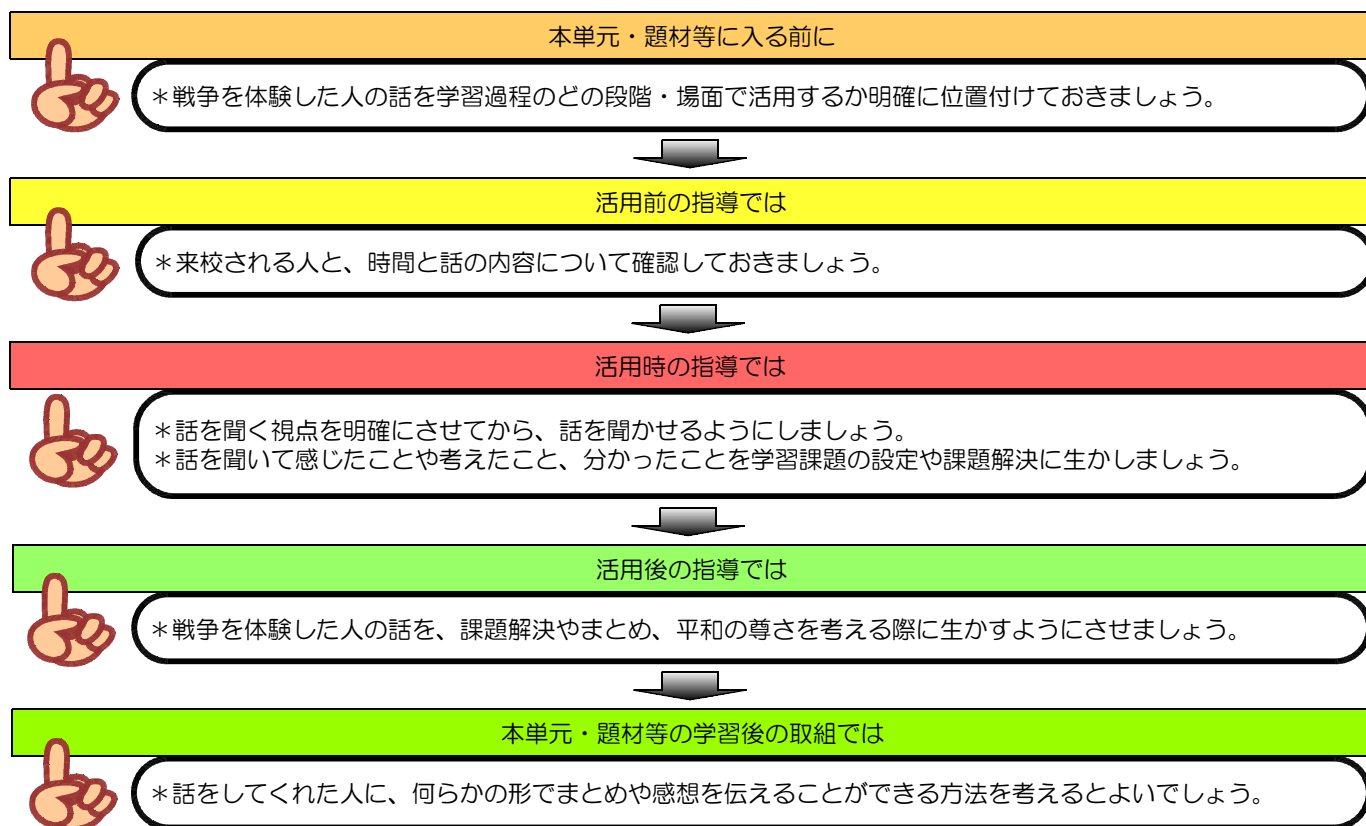 本単元・題材等に入る前に
＊戦争を体験した人の話を学習過程のどの段階・場面で活用するか明確に位置付けておきましょう。
活用前の指導では
＊来校される人と、時間と話の内容について確認しておきましょう。
活用時の指導では
＊話を聞く視点を明確にさせてから、話を聞かせるようにしましょう。
＊話を聞いて感じたことや考えたこと、分かったことを学習課題の設定や課題解決に生かしましょう。
活用後の指導では
＊戦争を体験した人の話を、課題解決やまとめ、平和の尊さを考える際に生かすようにさせましょう。
本単元・題材等の学習後の取組では
＊話をしてくれた人に、何らかの形でまとめや感想を伝えることができる方法を考えるとよいでしょう。